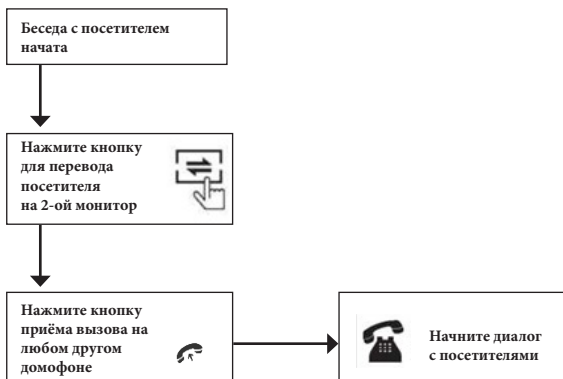 Беседа с посетителем
начата
Нажмите кнопку
для перевода
посетителя
на 2-ой монитор
Нажмите кнопку
приёма вызова на
любом другом
домофоне
Начните диалог
с посетителями